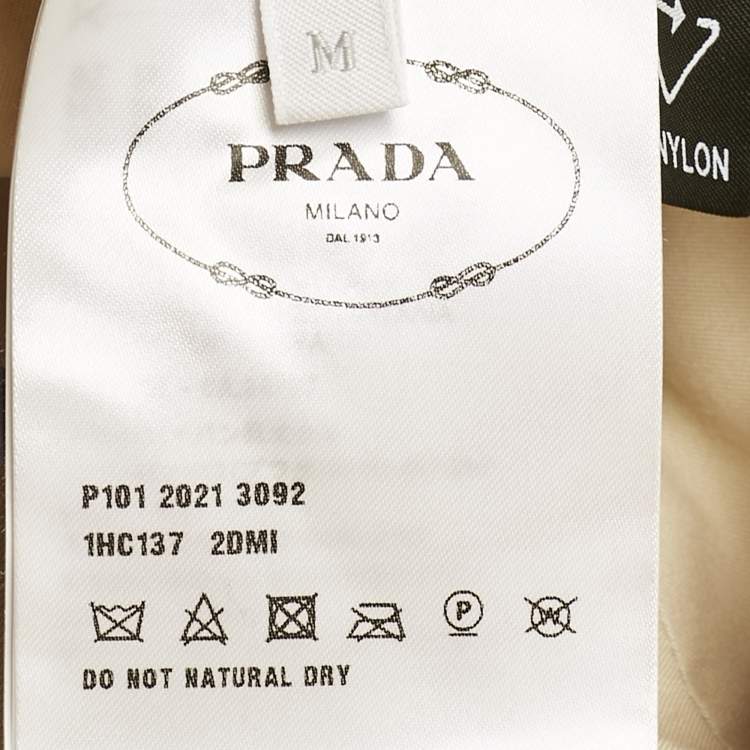 M
PRADA
MILANO
DAL 1913
NYLON
P101 2021 3092
1HC137 2DMI
P
W
DO NOT NATURAL DRY